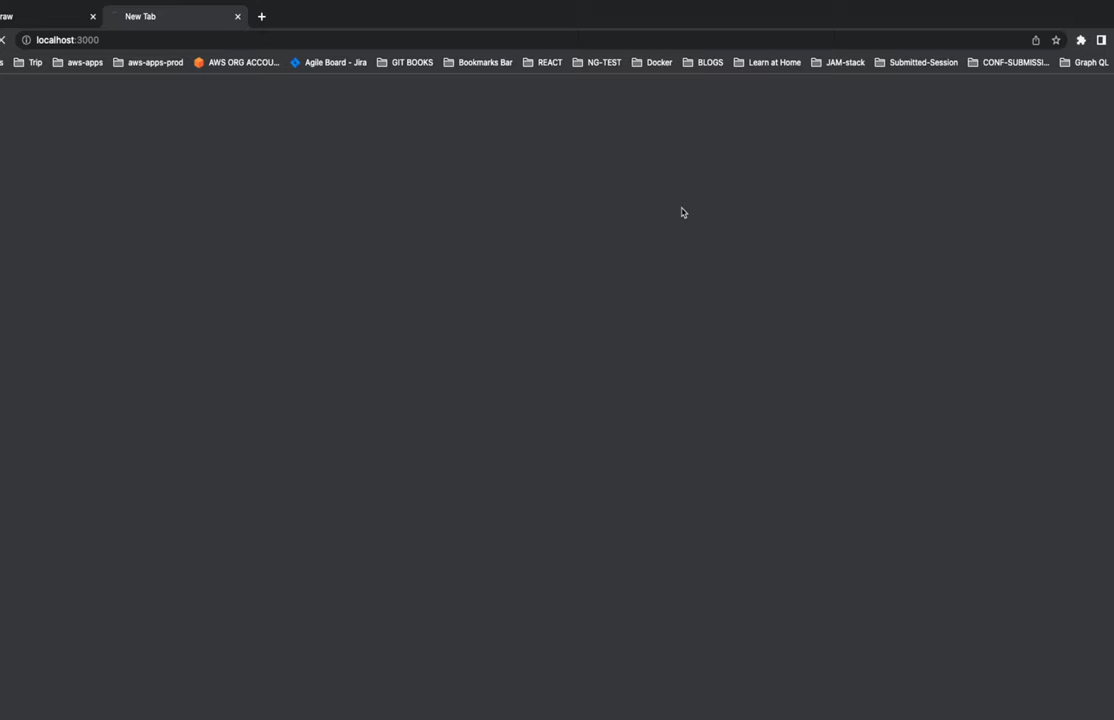 raw New Tab
localhost:3000
s Trip aws-apps aws-apps-prod AWS ORG ACCOU... Agile Board - Jira GIT BOOKS Bookmarks Bar REACT NG-TEST Docker BLOGS Learn at Home JAM-stack Submitted-Session CONF-SUBMISSI... Graph QL